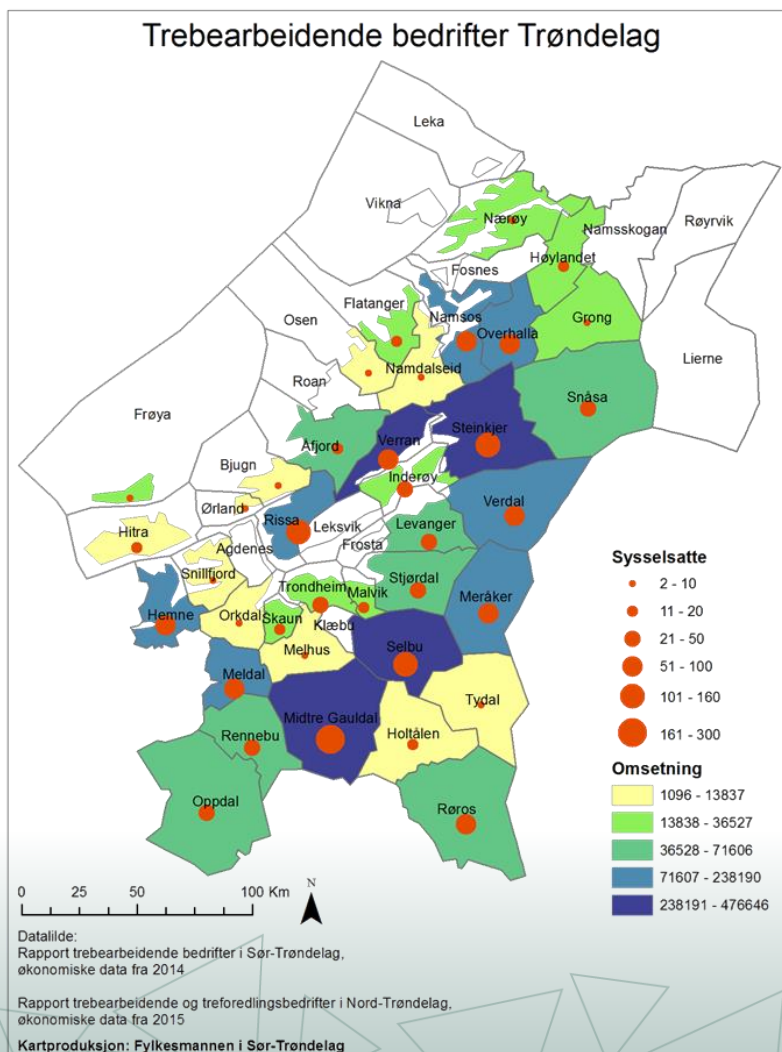 Trebearbeidende bedrifter Trøndelag
Leka
Vikna
Nærøy
Namsskogan
Røyrvik
Høylandet
Fosnes
Flatanger
Namsos
Grong
Osen
Overhalla
Lierne
Namdalseid
Roan
Snåsa
Frøya
Steinkjer
Åfjord
Verran
Bjugn
Inderøy
Ørland
Verdal
Rissa
Leksvik
Levanger
Hitra
Agdenes
Frosta
Snillfjord
Trondheim
Stjørdal
Malvik
Meråker
Hemne
Orkdal
Skaun
Klæbu
Melhus
Selbu
Meldal
Tydal
Midtre Gauldal
Holtålen
Rennebu
Oppdal
Røros
Sysselsatte
2 - 10
11 - 20
21 - 50
51 - 100
101 - 160
161 - 300
Omsetning
1096 - 13837
13838 - 36527
36528 - 71606
71607 - 238190
238191 - 476646
0 50 100 Km
N
Datalilde:
Rapport trebearbeidende bedrifter i Sør-Trøndelag,
økonomiske data fra 2014
Rapport trebearbeidende og treforedlingsbedrifter i Nord-Trøndelag,
økonomiske data fra 2015
Kartproduksjon: Fylkesmannen i Sør-Trøndelag